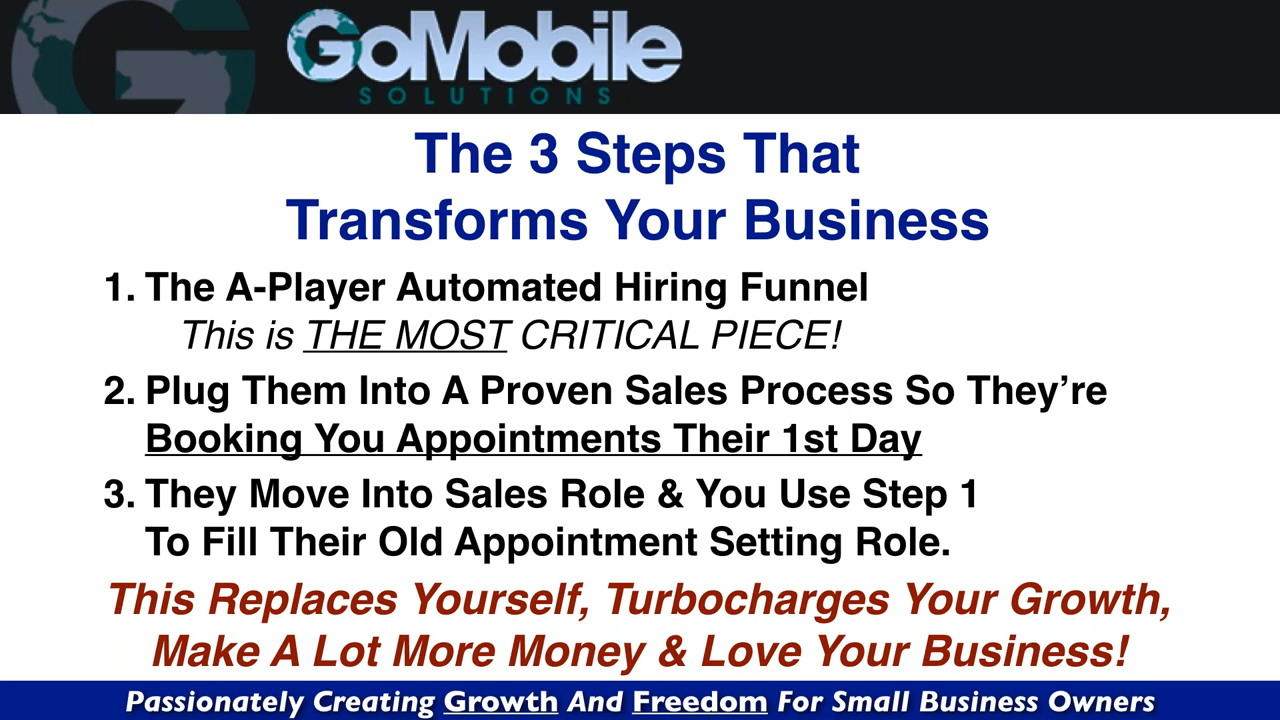 GoMobile
SOLUTIONS
The 3 Steps That
Transforms Your Business
1. The A-Player Automated Hiring Funnel
This is THE MOST CRITICAL PIECE!
2. Plug Them Into A Proven Sales Process So They’re
Booking You Appointments Their 1st Day
3. They Move Into Sales Role & You Use Step 1
To Fill Their Old Appointment Setting Role.
This Replaces Yourself, Turbocharges Your Growth,
Make A Lot More Money & Love Your Business!
Passionately Creating Growth And Freedom For Small Business Owners